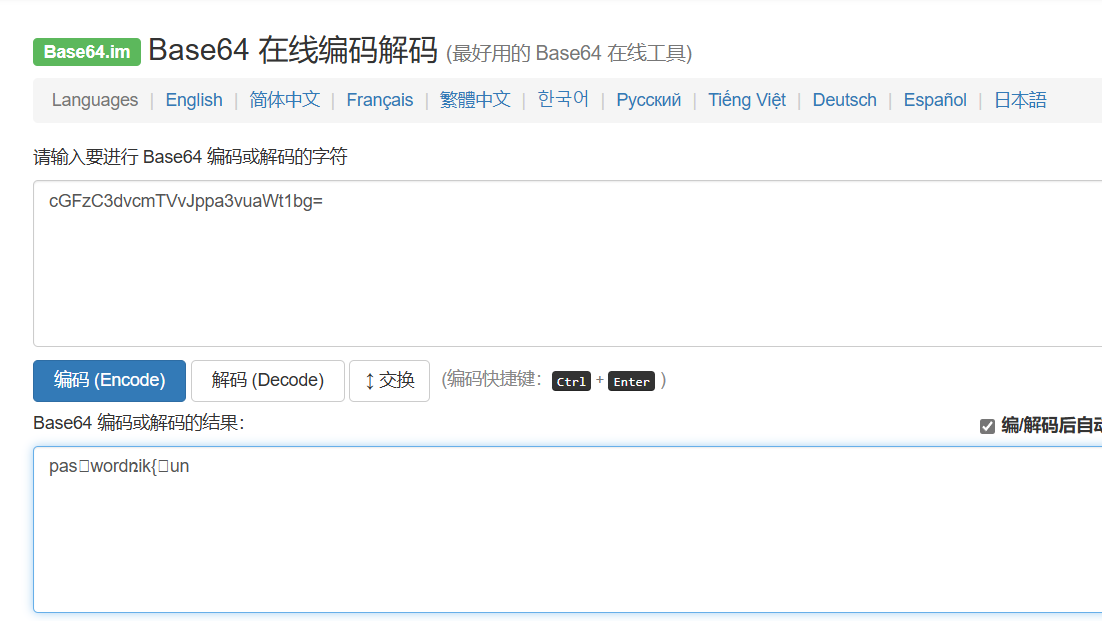 Base64.im Base64 在线编码解码 (最好用的 Base64 在线工具)
Languages | English | 简体中文 | Français | 繁體中文 | 한국어 | Русский | Tiếng Việt | Deutsch | Español | 日本語
请输入要进行 Base64 编码或解码的字符
cGFzC3dvcmTVvJppa3vuaWt1bg=
编码 (Encode) 解码 (Decode) ↕ 交换 (编码快捷键: Ctrl + Enter )
Base64 编码或解码的结果: 编/解码后自动
pas□wordռik{□un